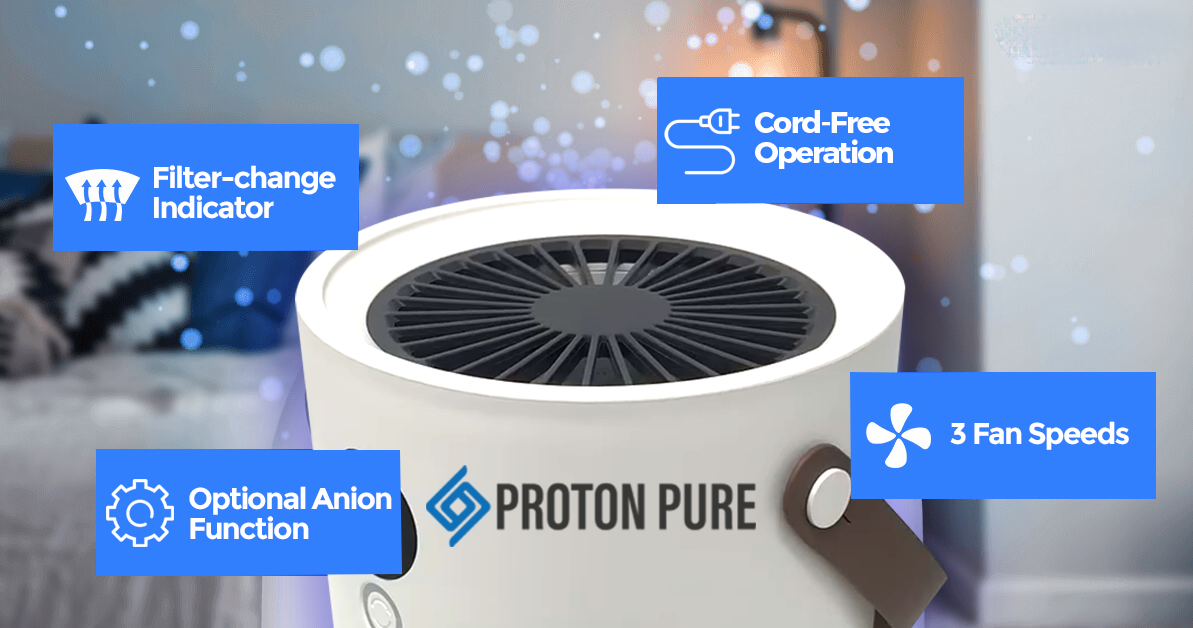 Cord-Free
Operation
Filter-change
Indicator
3 Fan Speeds
Optional Anion
Function
PROTON PURE